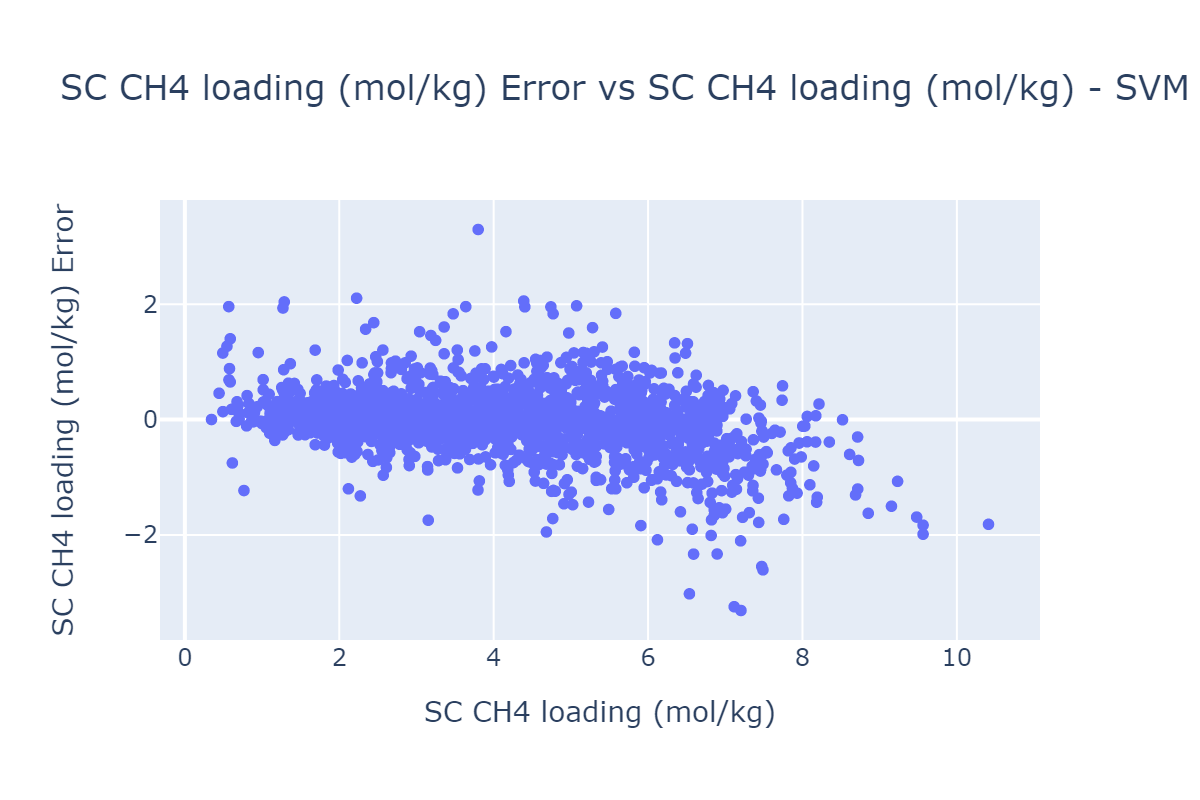 SC CH4 loading (mol/kg) Error vs SC CH4 loading (mol/kg) - SVM
SC CH4 loading (mol/kg) Error
2
0
−2
0 2 4 6 8 10
SC CH4 loading (mol/kg)